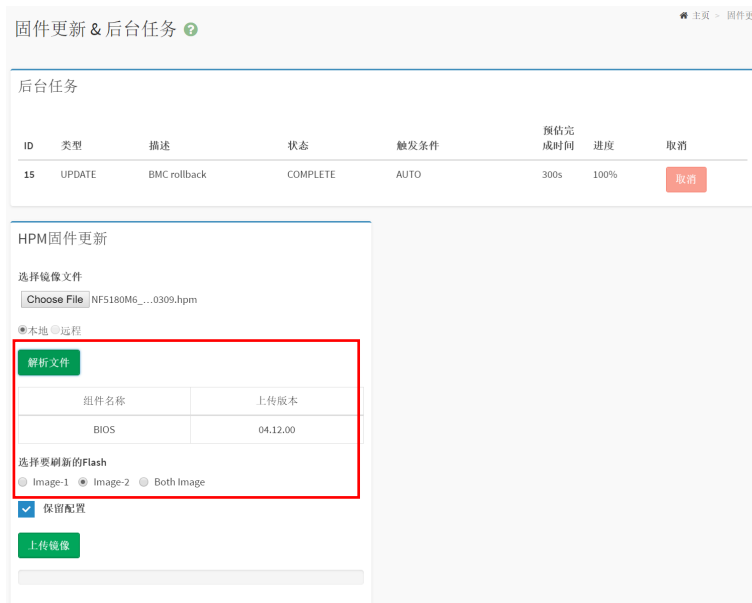 主页 > 固件更
固件更新 & 后台任务 ?
后台任务
ID 类型 描述 状态 触发条件 预估完成时间 进度 取消
15 UPDATE BMC rollback COMPLETE AUTO 300s 100% 取消
HPM固件更新
选择镜像文件
Choose File NF5180M6_...0309.hpm
本地 远程
解析文件
组件名称 上传版本
BIOS 04.12.00
选择要刷新的Flash
Image-1 Image-2 Both Image
保留配置
上传镜像